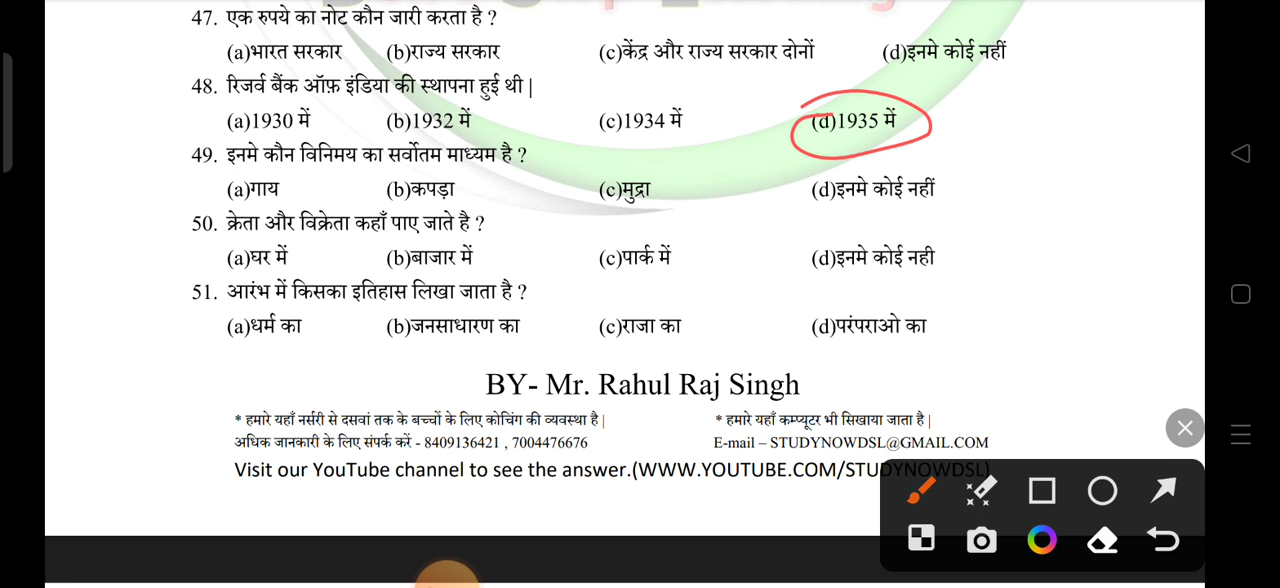 47. एक रुपये का नोट कौन जारी करता है ?
(a)भारत सरकार (b)राज्य सरकार (c)केंद्र और राज्य सरकार दोनों (d)इनमे कोई नहीं
48. रिजर्व बैंक ऑफ़ इंडिया की स्थापना हुई थी |
(a)1930 में (b)1932 में (c)1934 में (d)1935 में
49. इनमे कौन विनिमय का सर्वोतम माध्यम है ?
(a)गाय (b)कपड़ा (c)मुद्रा (d)इनमे कोई नहीं
50. क्रेता और विक्रेता कहाँ पाए जाते है ?
(a)घर में (b)बाजार में (c)पार्क में (d)इनमे कोई नही
51. आरंभ में किसका इतिहास लिखा जाता है ?
(a)धर्म का (b)जनसाधारण का (c)राजा का (d)परंपराओ का
BY- Mr. Rahul Raj Singh
* हमारे यहाँ नर्सरी से दसवां तक के बच्चों के लिए कोचिंग की व्यवस्था है | * हमारे यहाँ कम्प्यूटर भी सिखाया जाता है |
अधिक जानकारी के लिए संपर्क करें - 8409136421 , 7004476676 E-mail – STUDYNOWDSL@GMAIL.COM
Visit our YouTube channel to see the answer.(WWW.YOUTUBE.COM/STUDYNOWDSL)